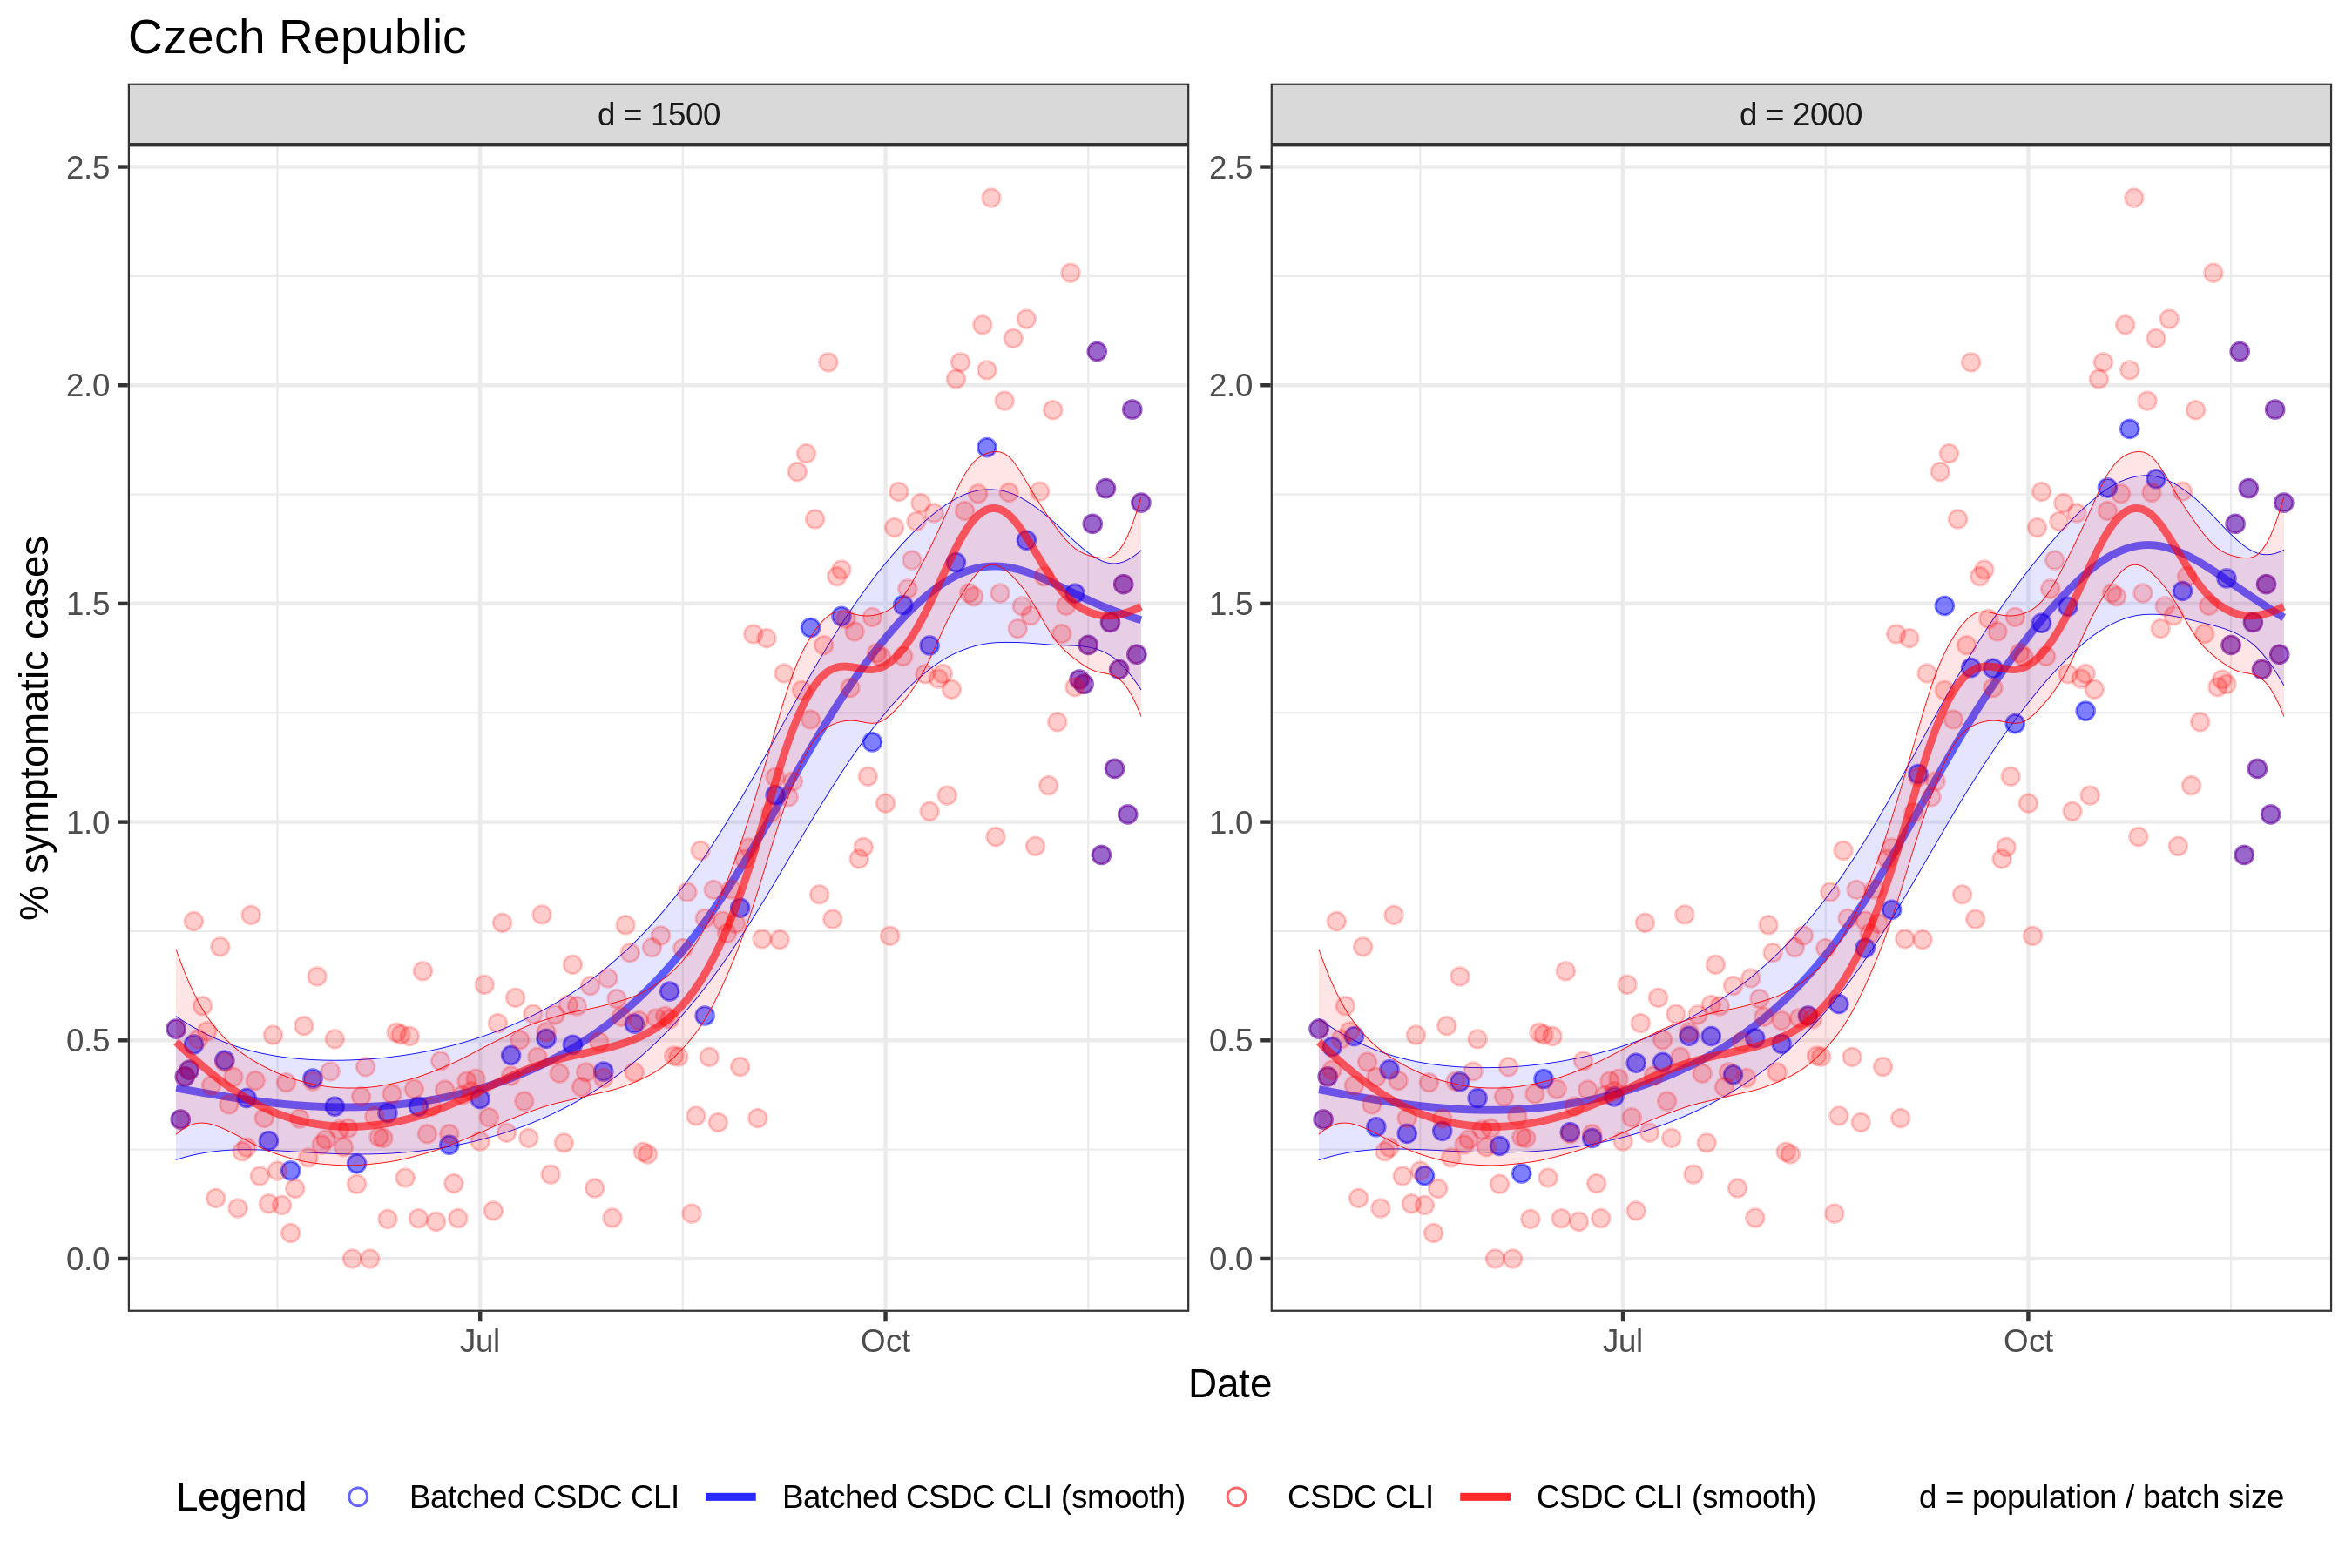 Czech Republic
d = 1500
d = 2000
% symptomatic cases
2.5
2.0
1.5
1.0
0.5
0.0
2.5
2.0
1.5
1.0
0.5
0.0
Jul
Oct
Jul
Oct
Date
Legend Batched CSDC CLI Batched CSDC CLI (smooth) CSDC CLI CSDC CLI (smooth) d = population / batch size